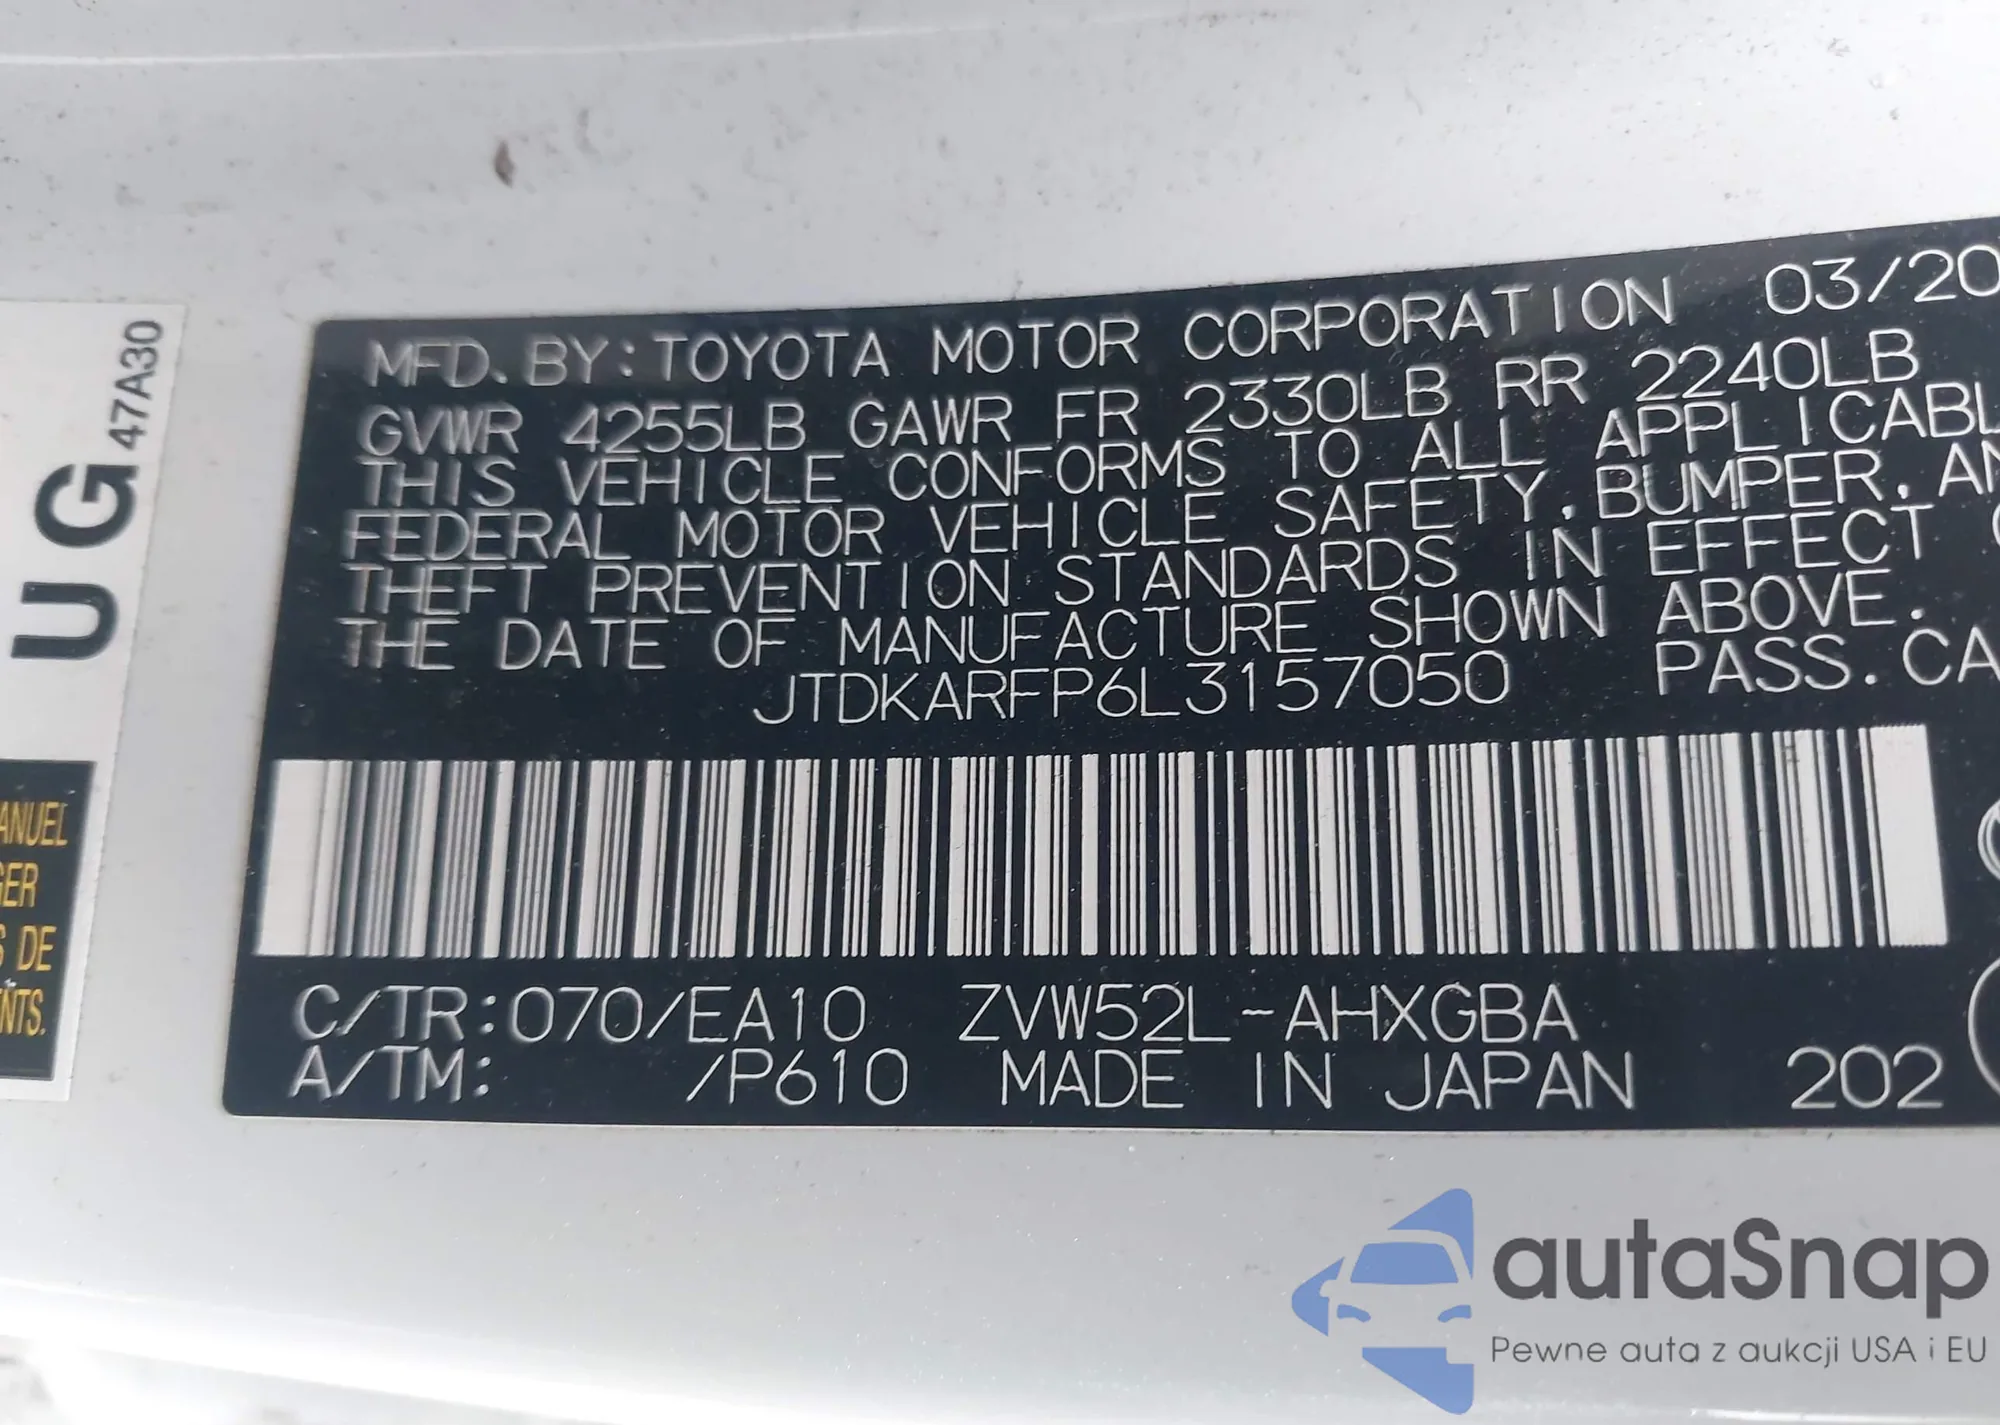 MFD. BY: TOYOTA MOTOR CORPORATION 03/20
GVWR 4255LB GAWR FR 2330LB RR 2240LB
THIS VEHICLE CONFORMS TO ALL APPLICABL
FEDERAL MOTOR VEHICLE SAFETY, BUMPER, AN
THEFT PREVENTION STANDARDS IN EFFECT
THE DATE OF MANUFACTURE SHOWN ABOVE.
JTDKARFP6L3157050 PASS. CA
C/TR: 070/EA10 ZVW52L-AHXGBA
A/TM: /P610 MADE IN JAPAN 202
UG 47A30
ANUEL
GER
S DE
ENTS.
autaSnap
Pewne auta z aukcji USA i EU